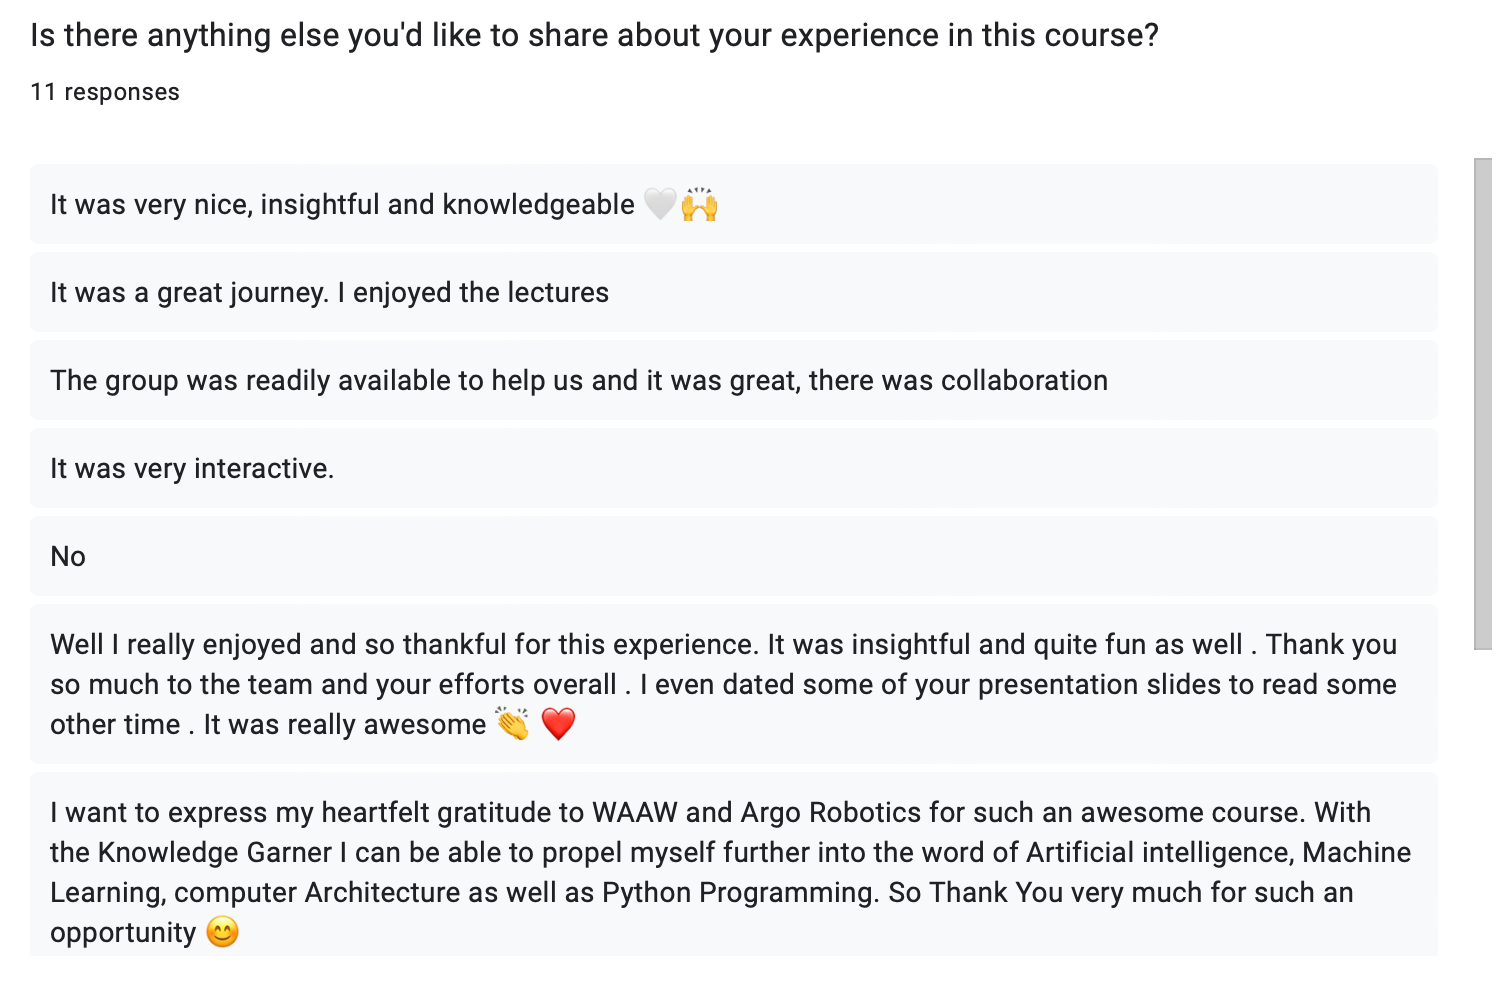 Is there anything else you'd like to share about your experience in this course?
11 responses
It was very nice, insightful and knowledgeable 🤍🙌
It was a great journey. I enjoyed the lectures
The group was readily available to help us and it was great, there was collaboration
It was very interactive.
No
Well I really enjoyed and so thankful for this experience. It was insightful and quite fun as well . Thank you
so much to the team and your efforts overall . I even dated some of your presentation slides to read some
other time . It was really awesome 👏 ❤️
I want to express my heartfelt gratitude to WAAW and Argo Robotics for such an awesome course. With
the Knowledge Garner I can be able to propel myself further into the word of Artificial intelligence, Machine
Learning, computer Architecture as well as Python Programming. So Thank You very much for such an
opportunity 😊